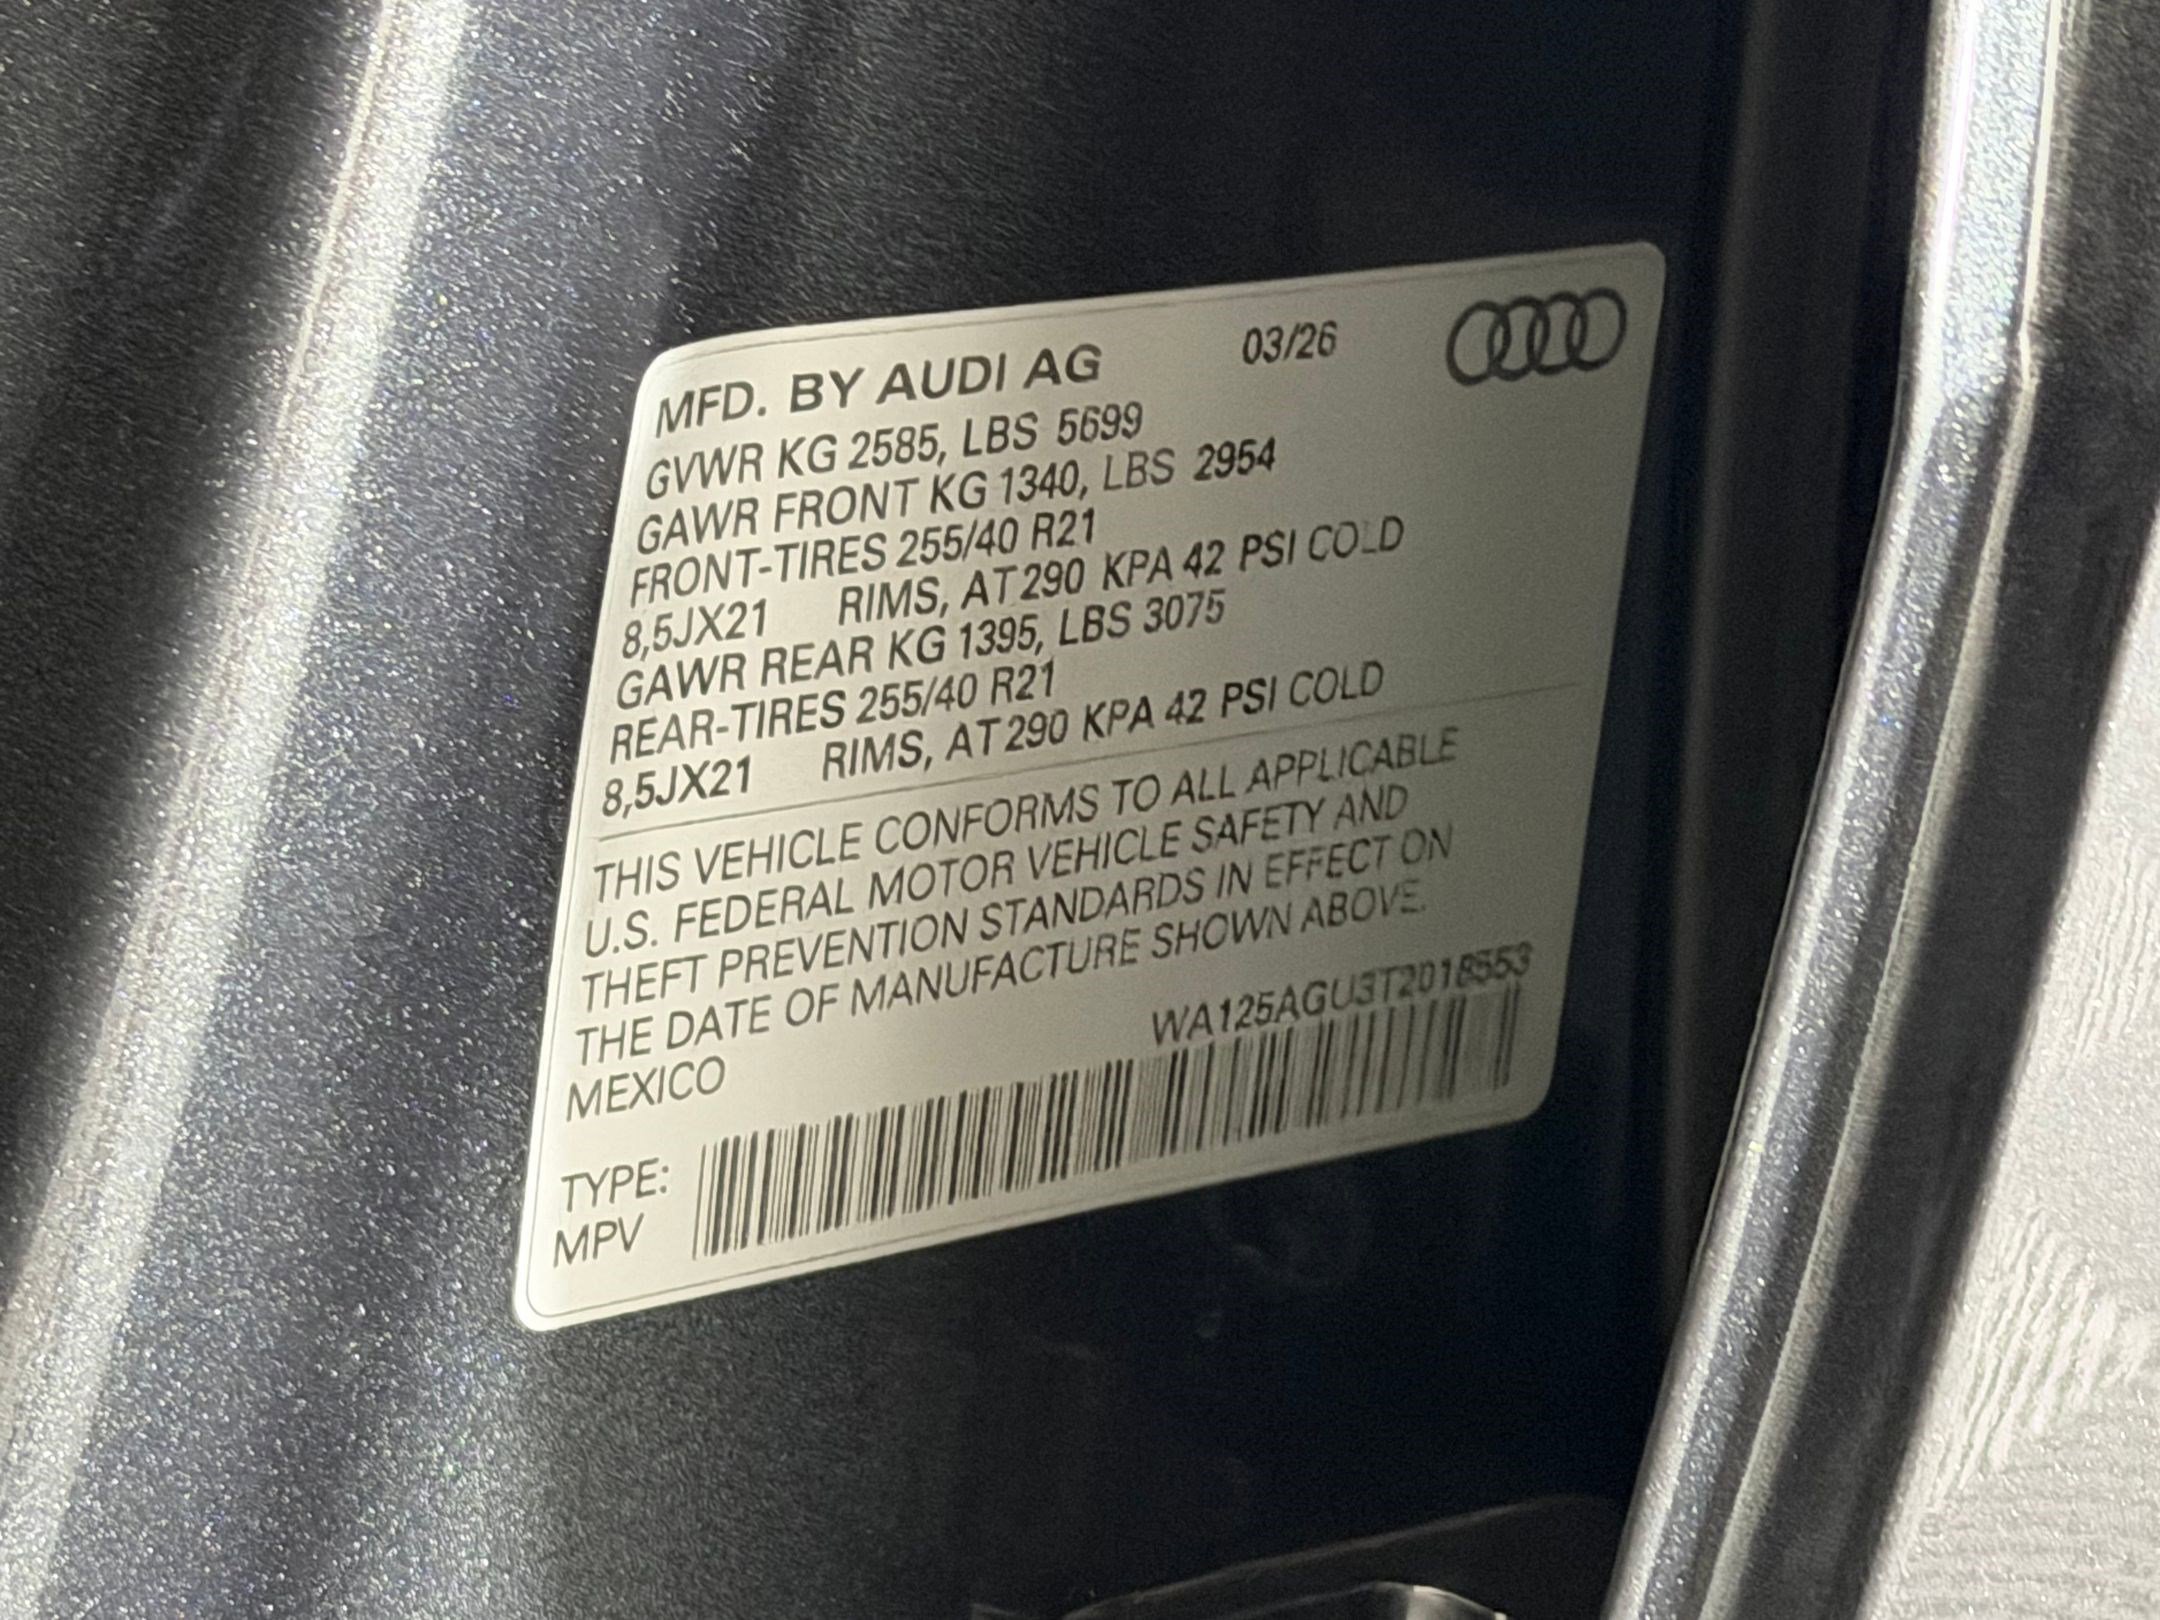 MFD. BY AUDI AG 03/26
GVWR KG 2585, LBS 5699
GAWR FRONT KG 1340, LBS 2954
FRONT-TIRES 255/40 R21
8,5JX21 RIMS, AT 290 KPA 42 PSI COLD
GAWR REAR KG 1395, LBS 3075
REAR-TIRES 255/40 R21
8,5JX21 RIMS, AT 290 KPA 42 PSI COLD
THIS VEHICLE CONFORMS TO ALL APPLICABLE
U.S. FEDERAL MOTOR VEHICLE SAFETY AND
THEFT PREVENTION STANDARDS IN EFFECT ON
THE DATE OF MANUFACTURE SHOWN ABOVE.
MEXICO WA125AGU3T2018553
TYPE:
MPV